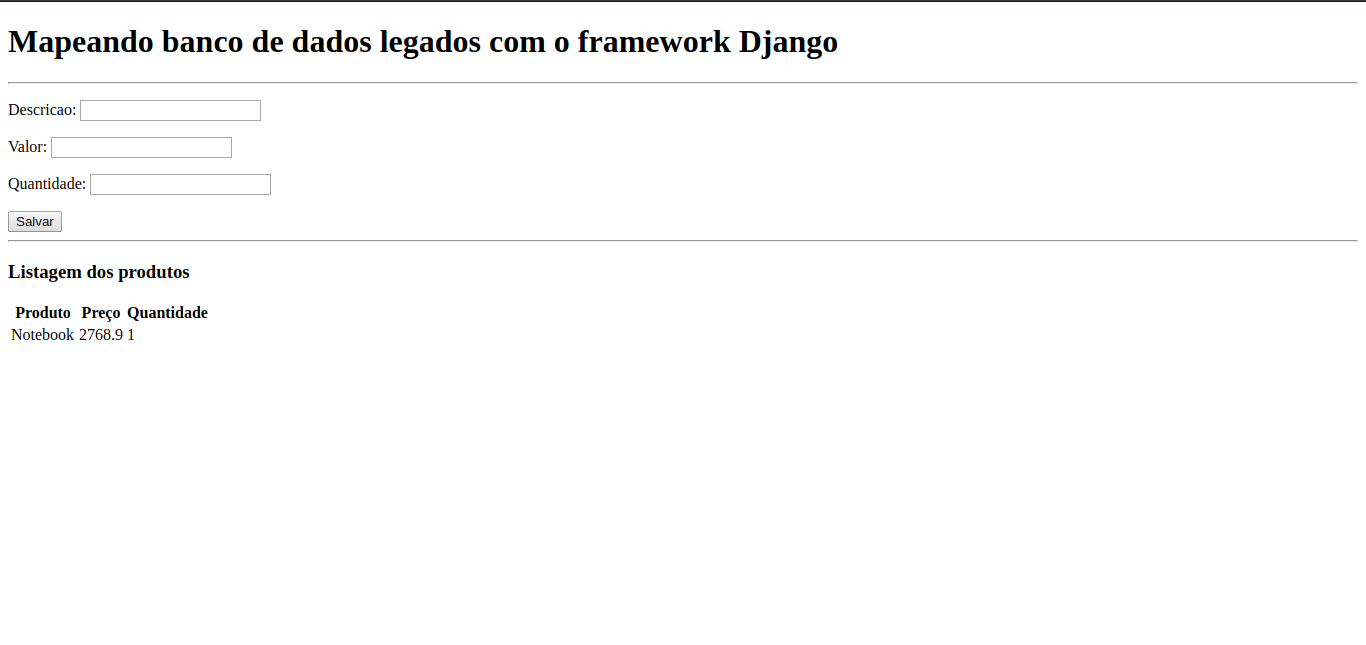 Mapeando banco de dados legados com o framework Django
Descricao:
Valor:
Quantidade:
Salvar
Listagem dos produtos
Produto Preço Quantidade
Notebook 2768.9 1